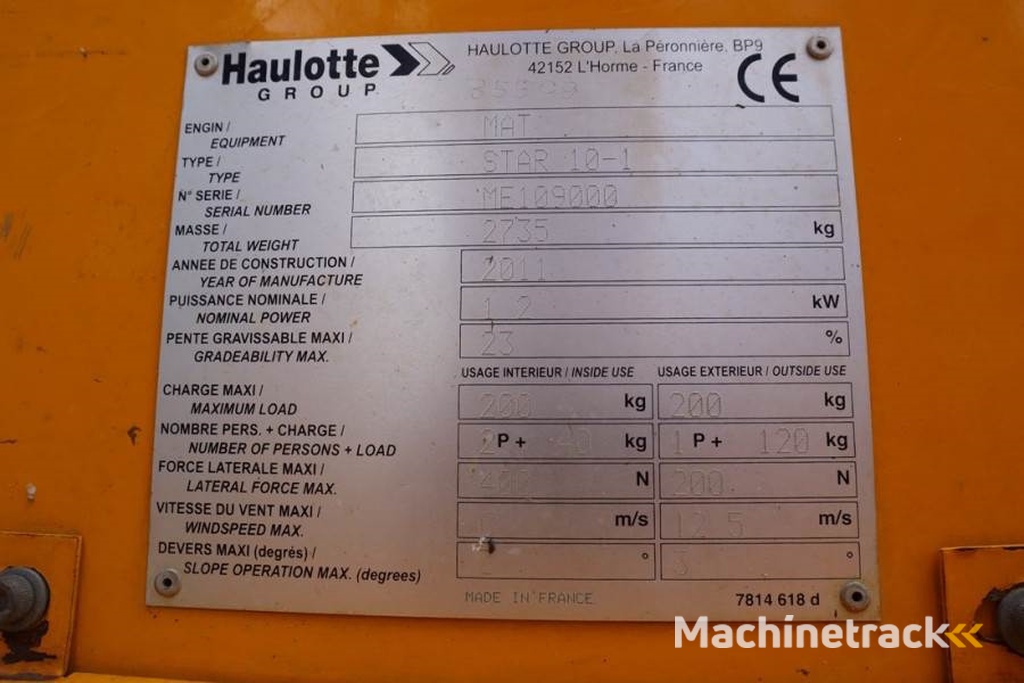 Haulotte
GROUP
HAULOTTE GROUP, La Péronnière, BP9
42152 L'Horme - France
CE
ENGIN /
EQUIPMENT
MAT
TYPE /
TYPE
STAR 10-1
N° SERIE /
SERIAL NUMBER
ME109000
MASSE /
TOTAL WEIGHT
2735 kg
ANNEE DE CONSTRUCTION /
YEAR OF MANUFACTURE
2011
PUISSANCE NOMINALE /
NOMINAL POWER
1,2 kW
PENTE GRAVISSABLE MAXI /
GRADEABILITY MAX.
23 %
USAGE INTERIEUR / INSIDE USE USAGE EXTERIEUR / OUTSIDE USE
CHARGE MAXI /
MAXIMUM LOAD
200 kg 200 kg
NOMBRE PERS. + CHARGE /
NUMBER OF PERSONS + LOAD
2 P + 40 kg 1 P + 120 kg
FORCE LATERALE MAXI /
LATERAL FORCE MAX.
400 N 200 N
VITESSE DU VENT MAXI /
WINDSPEED MAX.
m/s 12.5 m/s
DEVERS MAXI (degrés) /
SLOPE OPERATION MAX. (degrees)
° 3 °
MADE IN FRANCE
7814 618 d
Machinetrack